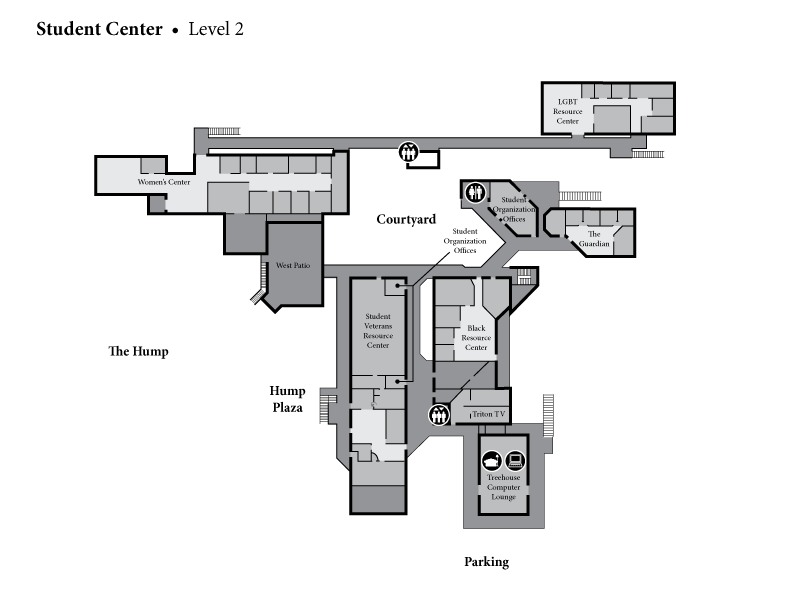 Student Center • Level 2
LGBT
Resource
Center
Women's Center
Courtyard
Student
Organization
Offices
Student
Organization
Offices
The
Guardian
West Patio
Student
Veterans
Resource
Center
Black
Resource
Center
The Hump
Hump
Plaza
Triton TV
Treehouse
Computer
Lounge
Parking